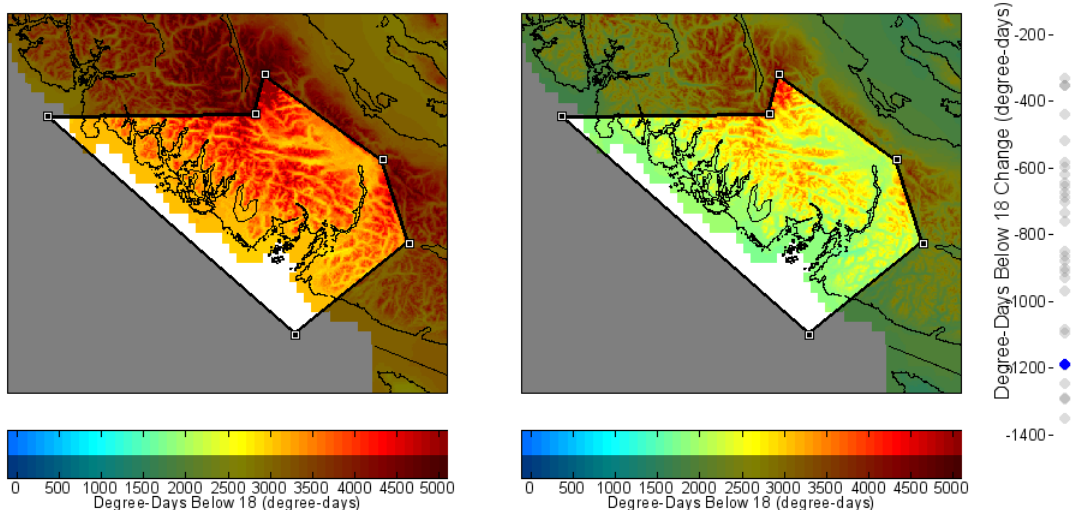 0 500 1000 1500 2000 2500 3000 3500 4000 4500 5000
Degree-Days Below 18 (degree-days)
0 500 1000 1500 2000 2500 3000 3500 4000 4500 5000
Degree-Days Below 18 (degree-days)
Degree-Days Below 18 Change (degree-days)
-200-
-400-
-600-
-800-
-1000-
-1200-
-1400-